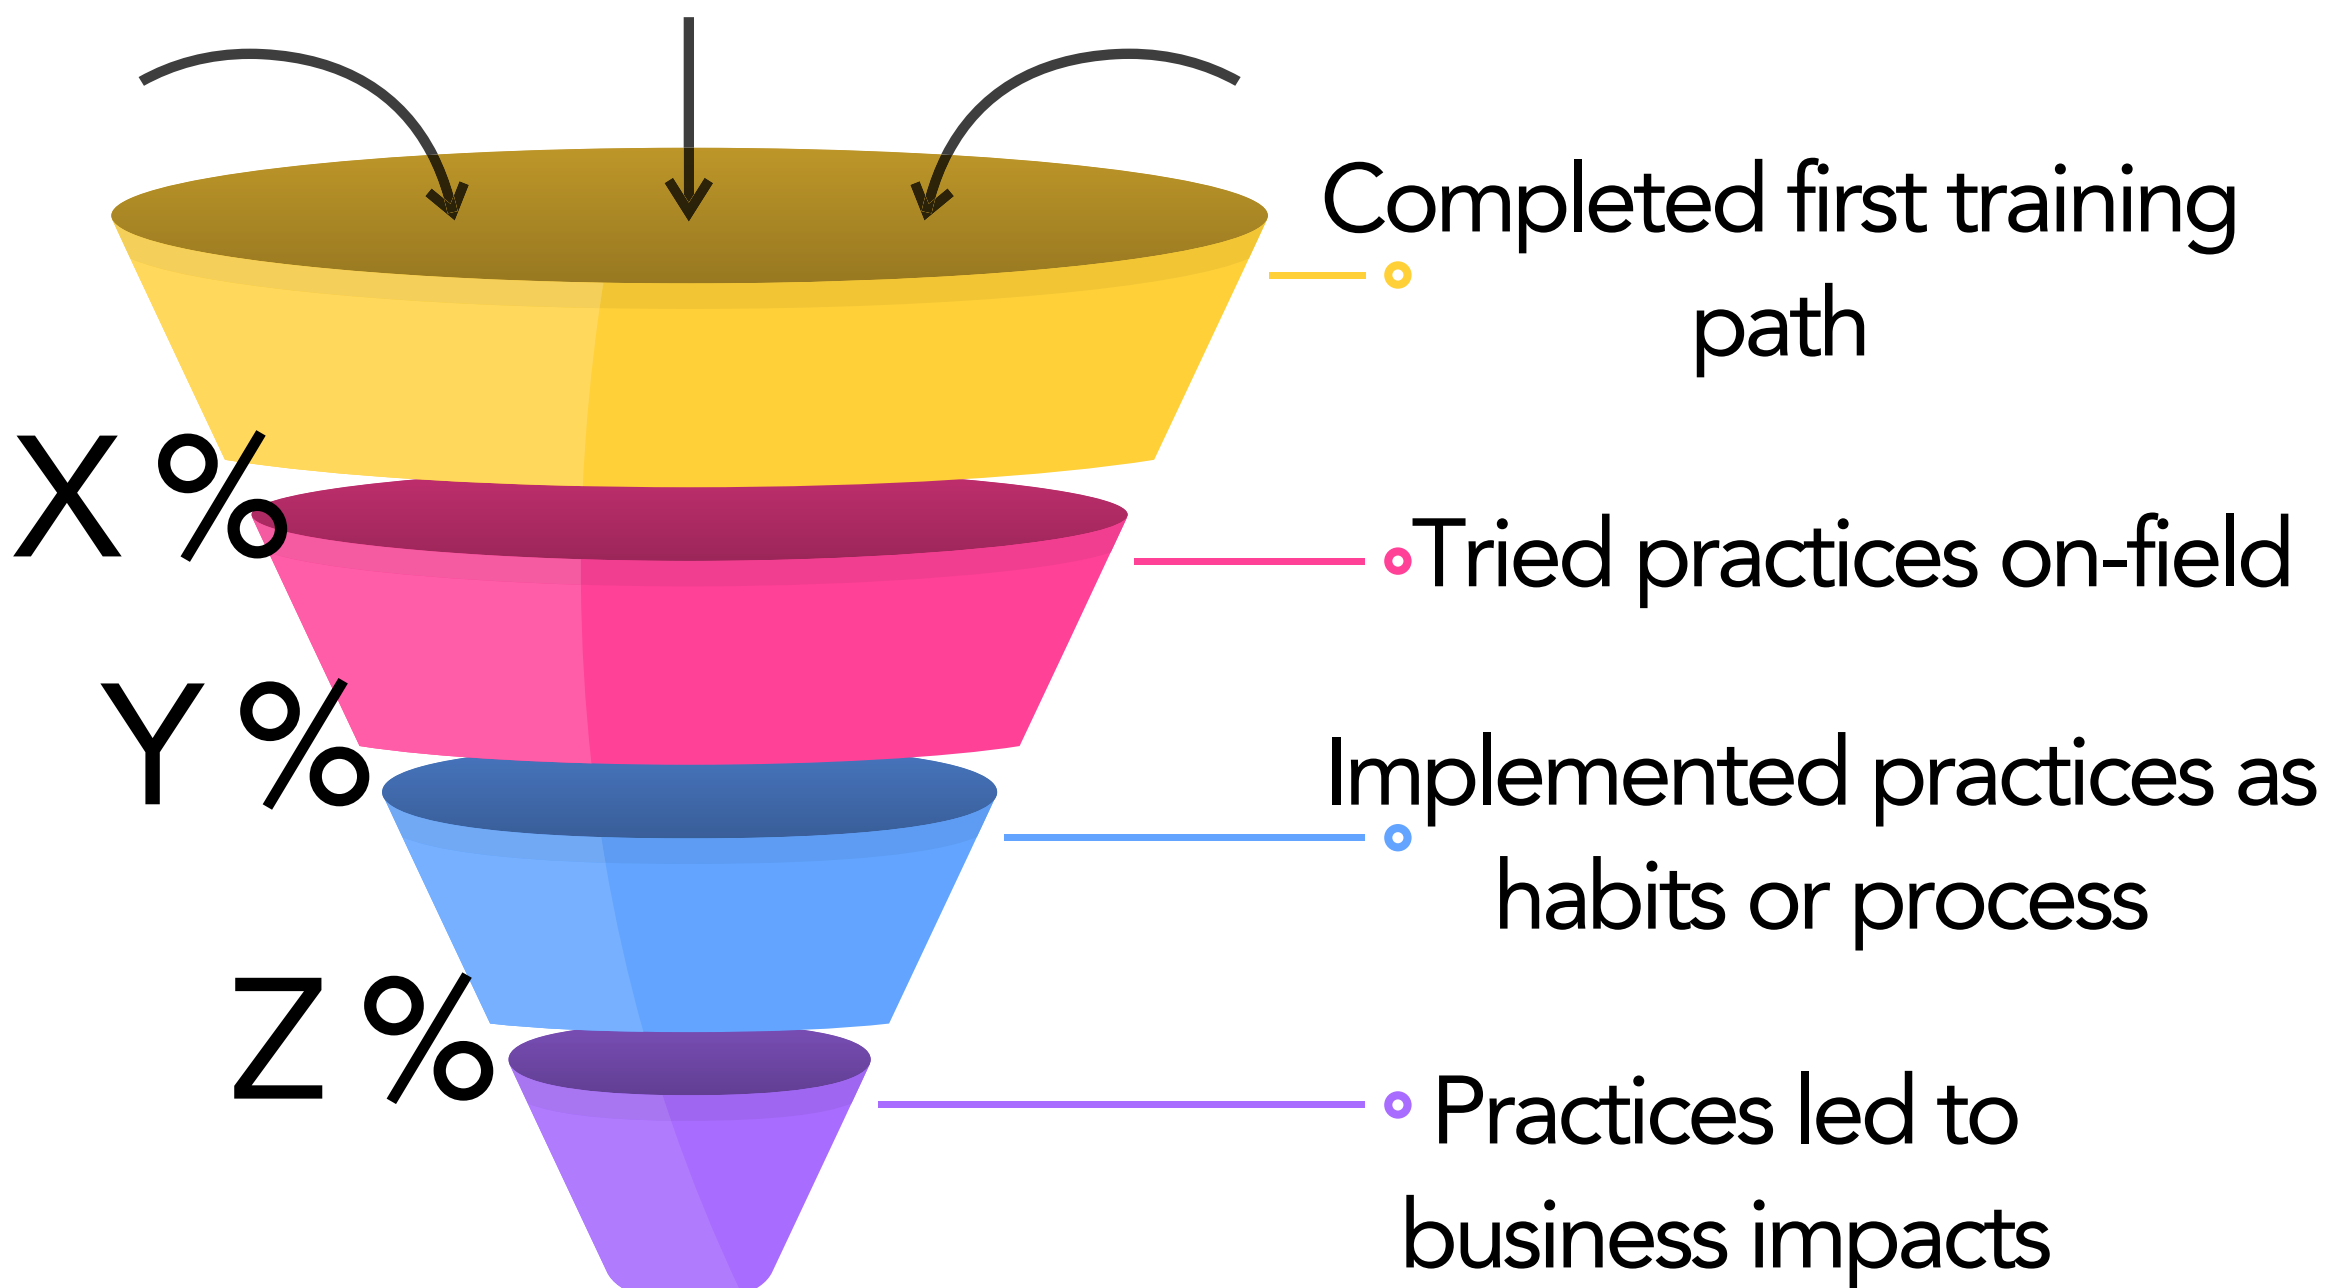 Completed first training
path
X %
Tried practices on-field
Y %
Implemented practices as
habits or process
Z %
Practices led to
business impacts